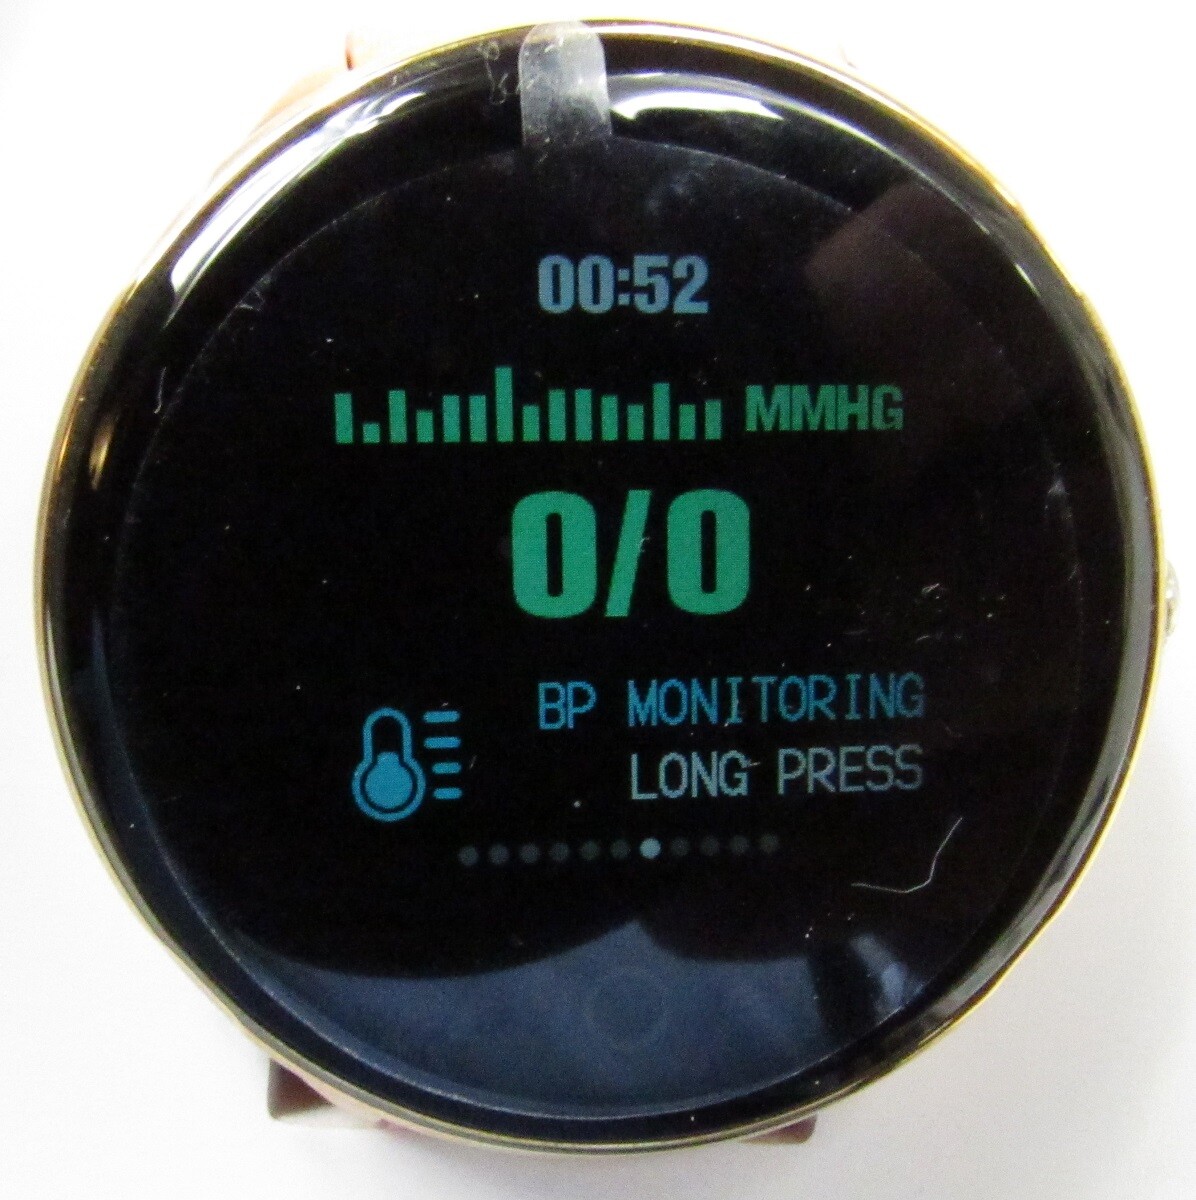 00:52
MMHG
0/0
BP MONITORING
LONG PRESS